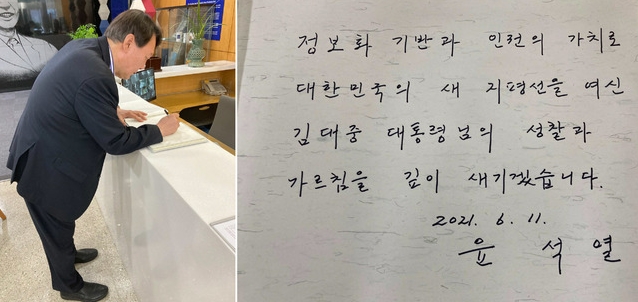 정보화 기반과 인권의 가치로
대한민국의 새 지평선을 여신
김대중 대통령님의 성찰과
가르침을 깊이 새기겠습니다.
2021. 6. 11.
윤 석 열